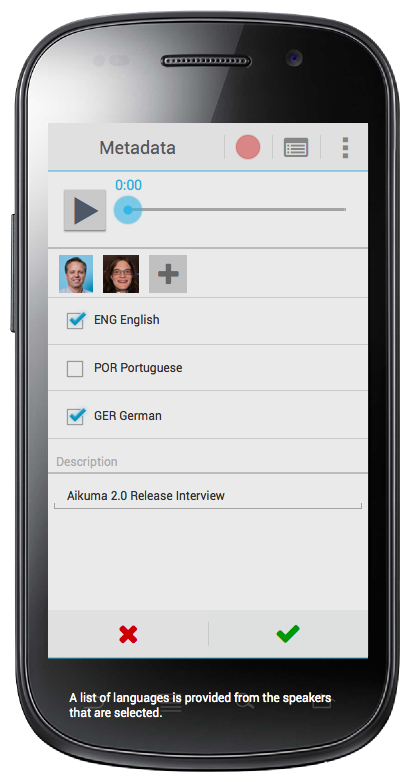 Metadata
0:00
ENG English
POR Portuguese
GER German
Description
Aikuma 2.0 Release Interview
A list of languages is provided from the speakers
that are selected.